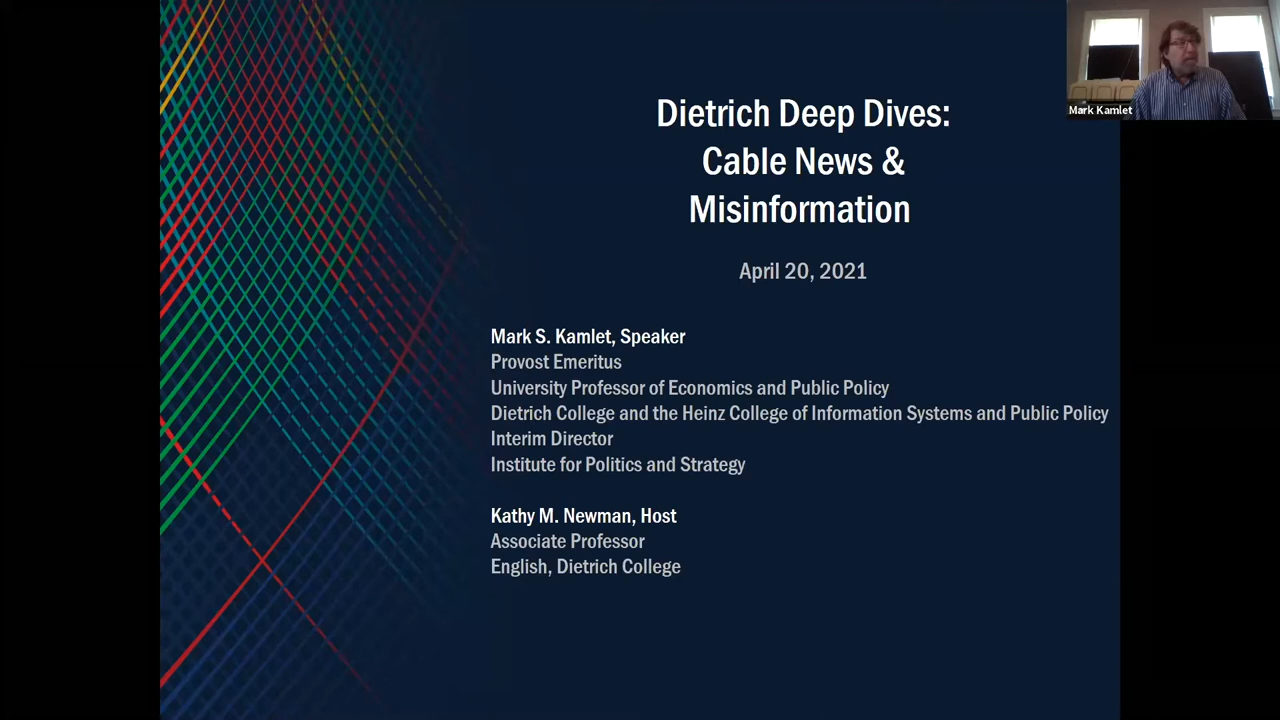 Dietrich Deep Dives:
Cable News &
Misinformation
April 20, 2021
Mark S. Kamlet, Speaker
Provost Emeritus
University Professor of Economics and Public Policy
Dietrich College and the Heinz College of Information Systems and Public Policy
Interim Director
Institute for Politics and Strategy
Kathy M. Newman, Host
Associate Professor
English, Dietrich College
Mark Kamlet